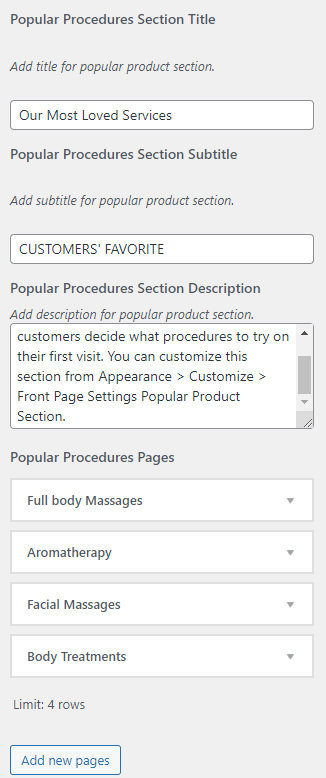 Popular Procedures Section Title
Add title for popular product section.
Our Most Loved Services
Popular Procedures Section Subtitle
Add subtitle for popular product section.
CUSTOMERS' FAVORITE
Popular Procedures Section Description
Add description for popular product section.
customers decide what procedures to try on
their first visit. You can customize this
section from Appearance > Customize >
Front Page Settings Popular Product
Section.
Popular Procedures Pages
Full body Massages
Aromatherapy
Facial Massages
Body Treatments
Limit: 4 rows
Add new pages